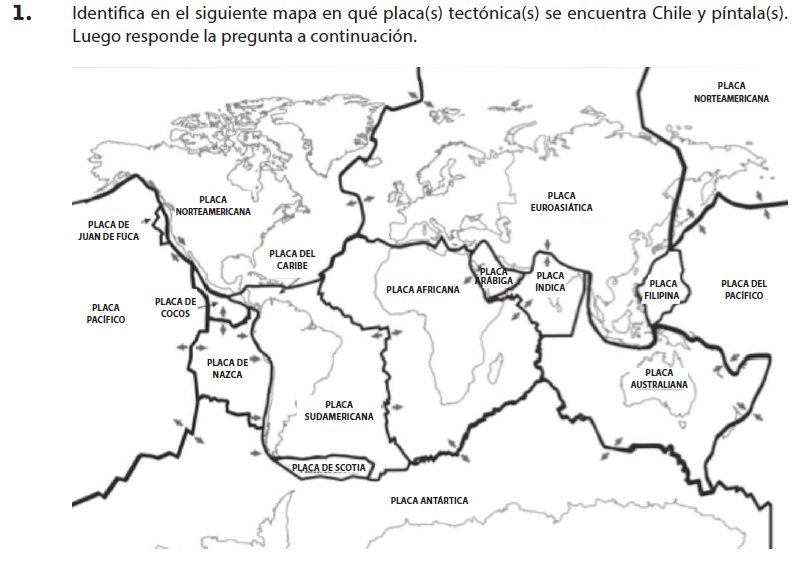 1. Identifica en el siguiente mapa en qué placa(s) tectónica(s) se encuentra Chile y píntala(s).
Luego responde la pregunta a continuación.
PLACA
NORTEAMERICANA
PLACA
NORTEAMERICANA
PLACA
EUROASIÁTICA
PLACA DE
JUAN DE FUCA
PLACA DEL
CARIBE
PLACA
ARÁBIGA
PLACA
ÍNDICA
PLACA AFRICANA
PLACA
FILIPINA
PLACA DEL
PACÍFICO
PLACA
PACÍFICO
PLACA DE
COCOS
PLACA DE
NAZCA
PLACA
AUSTRALIANA
PLACA
SUDAMERICANA
PLACA DE SCOTIA
PLACA ANTÁRTICA